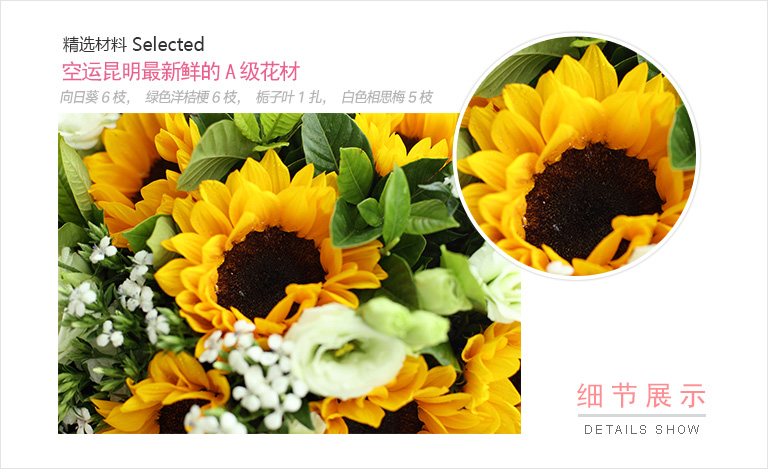 精选材料 Selected
空运昆明最新鲜的 A 级花材
向日葵 6 枝， 绿色洋桔梗 6 枝， 栀子叶 1 扎， 白色相思梅 5 枝
细节展示
DETAILS SHOW